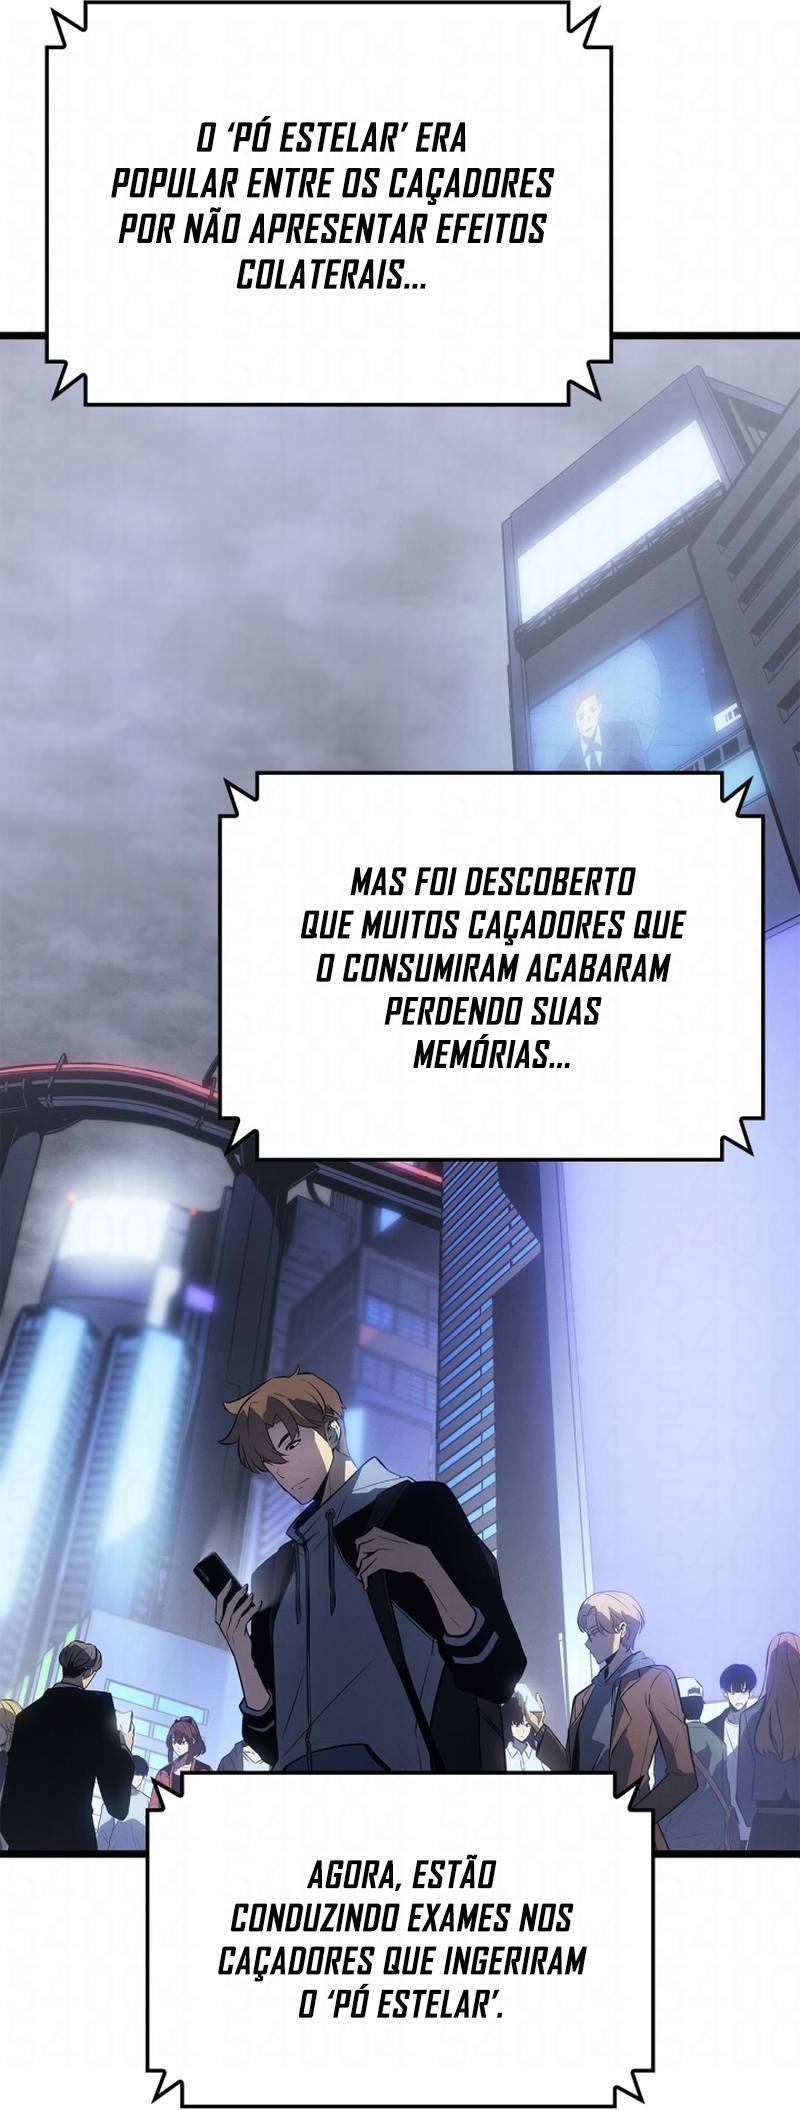 O ‘PÓ ESTELAR’ ERA
POPULAR ENTRE OS CAÇADORES
POR NÃO APRESENTAR EFEITOS
COLATERAIS...
MAS FOI DESCOBERTO
QUE MUITOS CAÇADORES QUE
O CONSUMIRAM ACABARAM
PERDENDO SUAS
MEMÓRIAS...
AGORA, ESTÃO
CONDUZINDO EXAMES NOS
CAÇADORES QUE INGERIRAM
O ‘PÓ ESTELAR’.